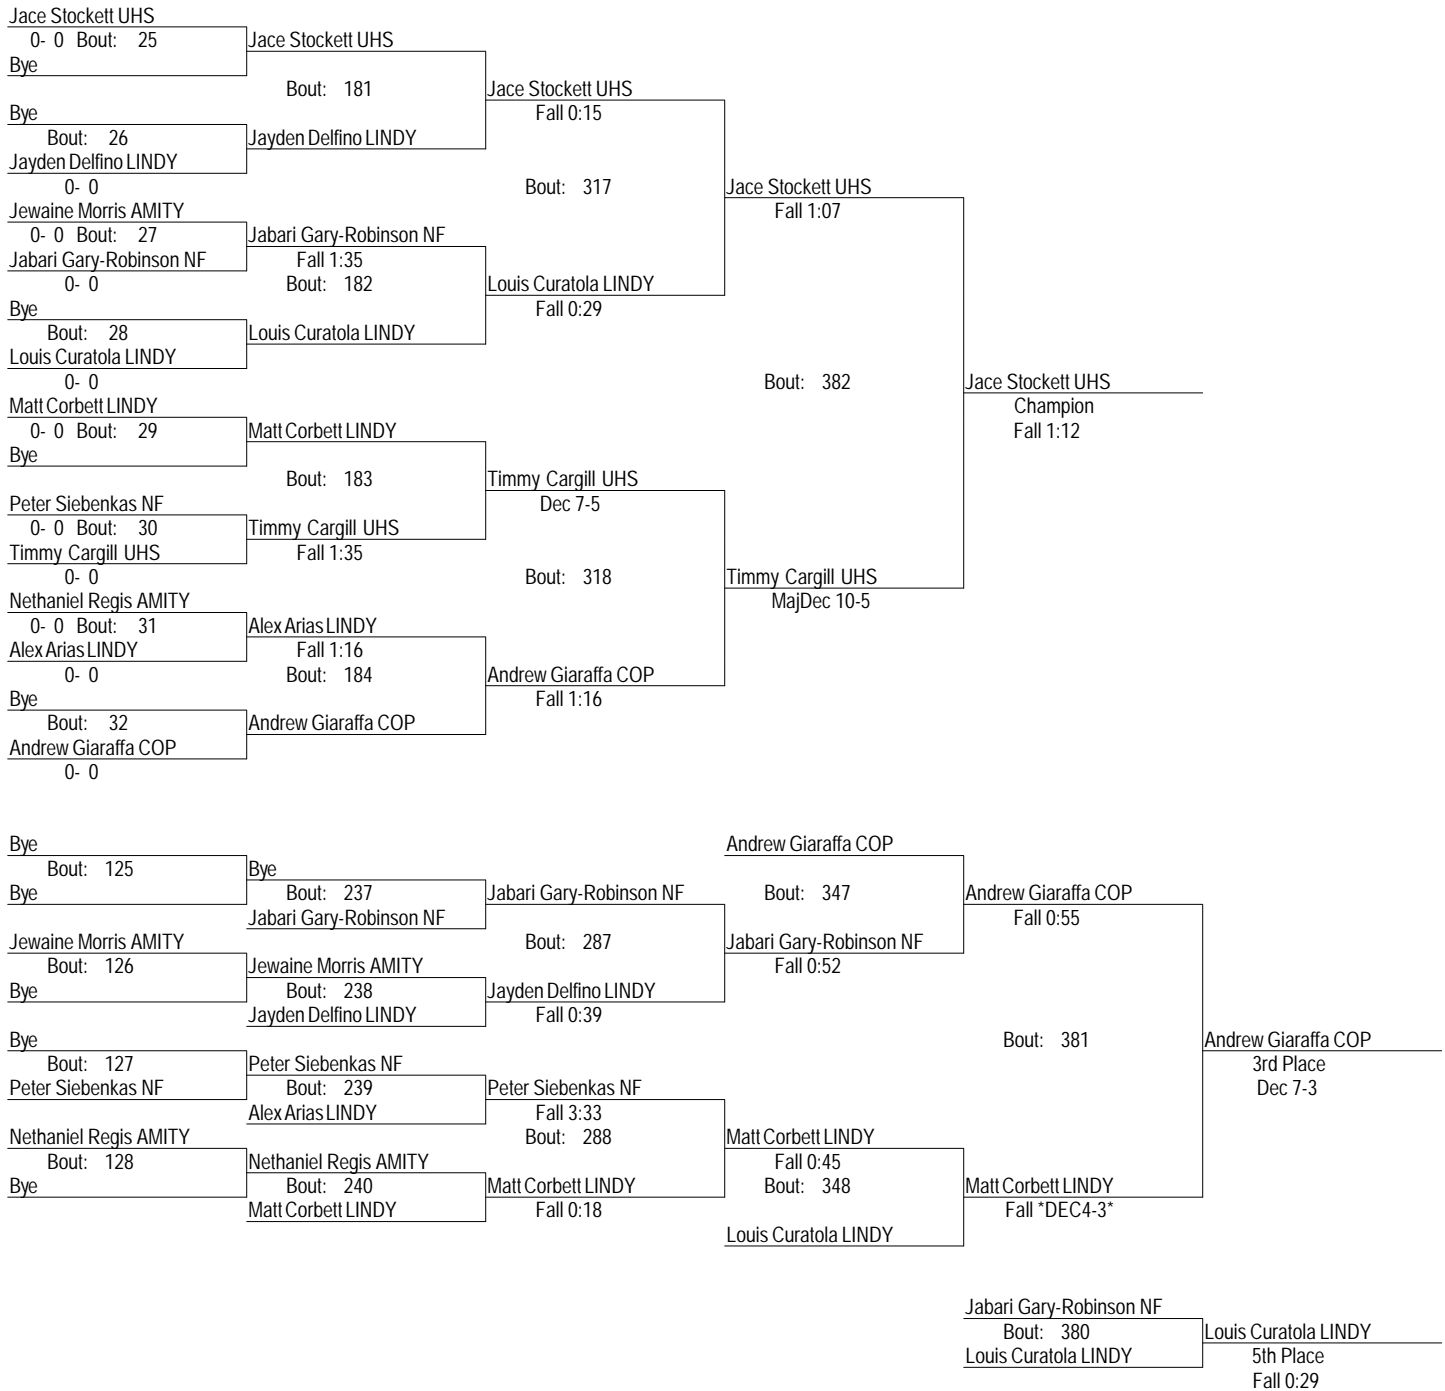 Jace Stockett UHS
0- 0 Bout: 25
Jace Stockett UHS
Bye
Bout: 181
Jace Stockett UHS
Bye
Fall 0:15
Bout: 26
Jayden Delfino LINDY
Jayden Delfino LINDY
0- 0
Bout: 317
Jace Stockett UHS
Jewaine Morris AMITY
Fall 1:07
0- 0 Bout: 27
Jabari Gary-Robinson NF
Jabari Gary-Robinson NF
Fall 1:35
0- 0
Bout: 182
Louis Curatola LINDY
Bye
Fall 0:29
Bout: 28
Louis Curatola LINDY
Louis Curatola LINDY
0- 0
Bout: 382
Jace Stockett UHS
Matt Corbett LINDY
Champion
0- 0 Bout: 29
Matt Corbett LINDY
Fall 1:12
Bye
Bout: 183
Timmy Cargill UHS
Peter Siebenkas NF
Dec 7-5
0- 0 Bout: 30
Timmy Cargill UHS
Timmy Cargill UHS
Fall 1:35
0- 0
Bout: 318
Timmy Cargill UHS
Nethaniel Regis AMITY
MajDec 10-5
0- 0 Bout: 31
Alex Arias LINDY
Alex Arias LINDY
Fall 1:16
0- 0
Bout: 184
Andrew Giaraffa COP
Bye
Fall 1:16
Bout: 32
Andrew Giaraffa COP
Andrew Giaraffa COP
0- 0
Bye
Andrew Giaraffa COP
Bout: 125
Bye
Bye
Bout: 237
Jabari Gary-Robinson NF
Bout: 347
Andrew Giaraffa COP
Jabari Gary-Robinson NF
Fall 0:55
Jewaine Morris AMITY
Bout: 287
Jabari Gary-Robinson NF
Bout: 126
Jewaine Morris AMITY
Fall 0:52
Bye
Bout: 238
Jayden Delfino LINDY
Jayden Delfino LINDY
Fall 0:39
Bye
Bout: 381
Andrew Giaraffa COP
Bout: 127
Peter Siebenkas NF
3rd Place
Peter Siebenkas NF
Bout: 239
Peter Siebenkas NF
Dec 7-3
Alex Arias LINDY
Fall 3:33
Nethaniel Regis AMITY
Bout: 288
Matt Corbett LINDY
Bout: 128
Nethaniel Regis AMITY
Fall 0:45
Bye
Bout: 240
Matt Corbett LINDY
Bout: 348
Matt Corbett LINDY
Matt Corbett LINDY
Fall 0:18
Fall *DEC4-3*
Louis Curatola LINDY
Jabari Gary-Robinson NF
Bout: 380
Louis Curatola LINDY
Louis Curatola LINDY
5th Place
Fall 0:29